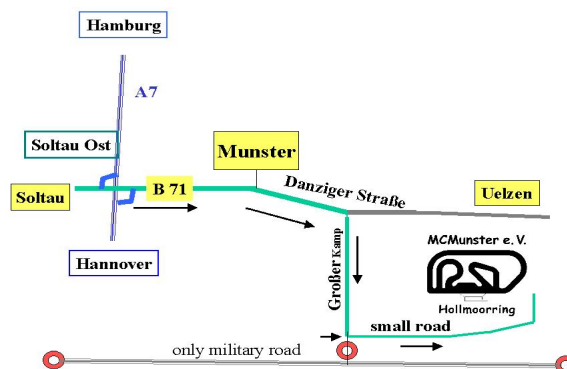 Hamburg
A7
Soltau Ost
Munster
Soltau
B 71
Danziger Straße
Uelzen
Hannover
Großer Kamp
MCMunster e. V.
Hollmoorring
small road
only military road